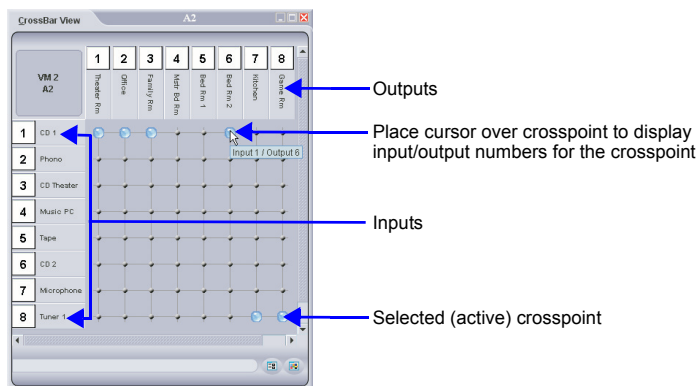 CrossBar View
A2
VM 2
A2
1 2 3 4 5 6 7 8
Theater Rm
Office
Family Rm
Mstr Bd Rm
Bed Rm 1
Bed Rm 2
Kitchen
Game Rm
Outputs
1 CD 1
Place cursor over crosspoint to display
input/output numbers for the crosspoint
Input 1 / Output 6
2 Phono
3 CD Theater
4 Music PC
Inputs
5 Tape
6 CD 2
7 Microphone
8 Tuner 1
Selected (active) crosspoint